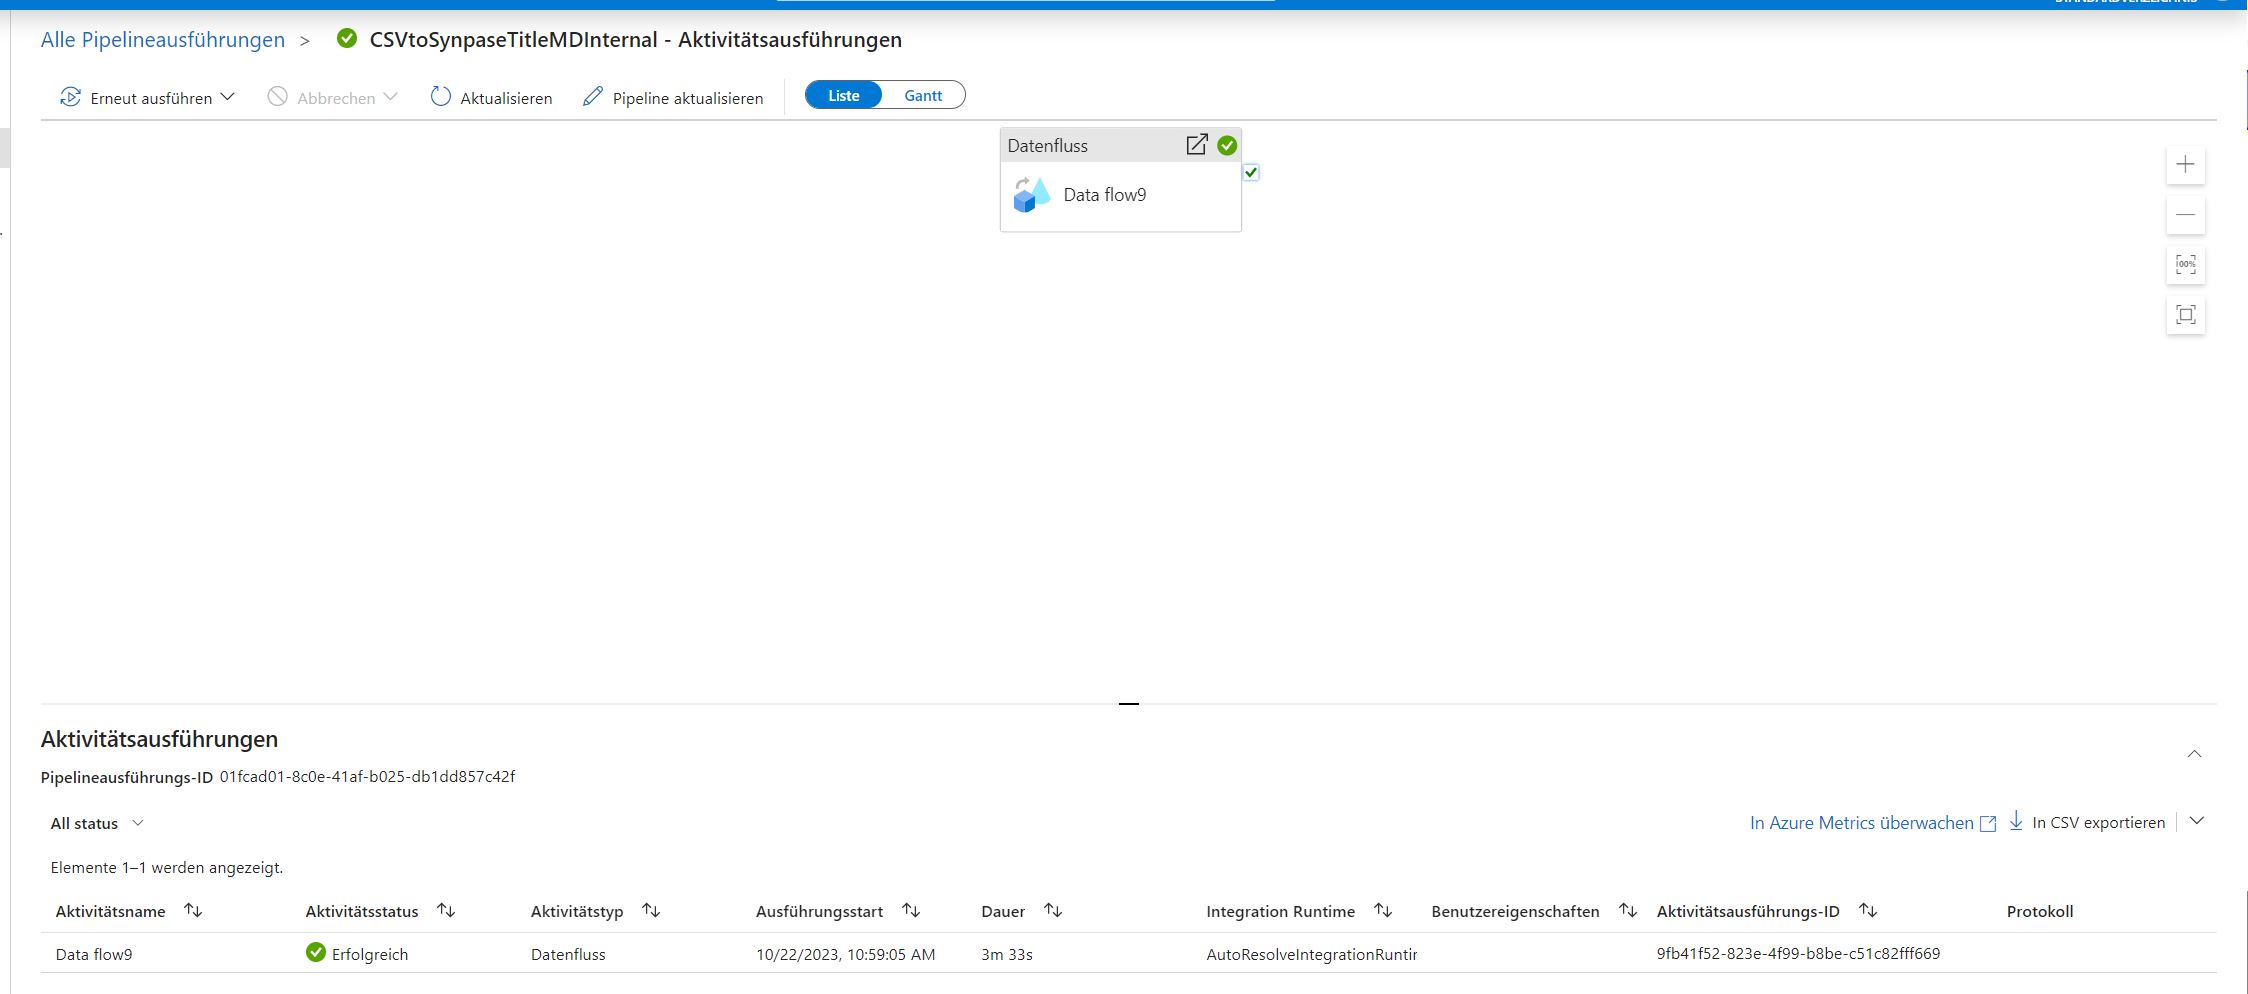 Alle Pipelineausführungen > CSVtoSynpaseTitleMDInternal - Aktivitätsausführungen
Erneut ausführen Abbrechen Aktualisieren Pipeline aktualisieren Liste Gantt
Datenfluss
Data flow9
100%
Aktivitätsausführungen
Pipelineausführungs-ID 01fcad01-8c0e-41af-b025-db1dd857c42f
All status In Azure Metrics überwachen In CSV exportieren
Elemente 1–1 werden angezeigt.
Aktivitätsname Aktivitätsstatus Aktivitätstyp Ausführungsstart Dauer Integration Runtime Benutzereigenschaften Aktivitätsausführungs-ID Protokoll
Data flow9 Erfolgreich Datenfluss 10/22/2023, 10:59:05 AM 3m 33s AutoResolveIntegrationRuntir 9fb41f52-823e-4f99-b8be-c51c82fff669